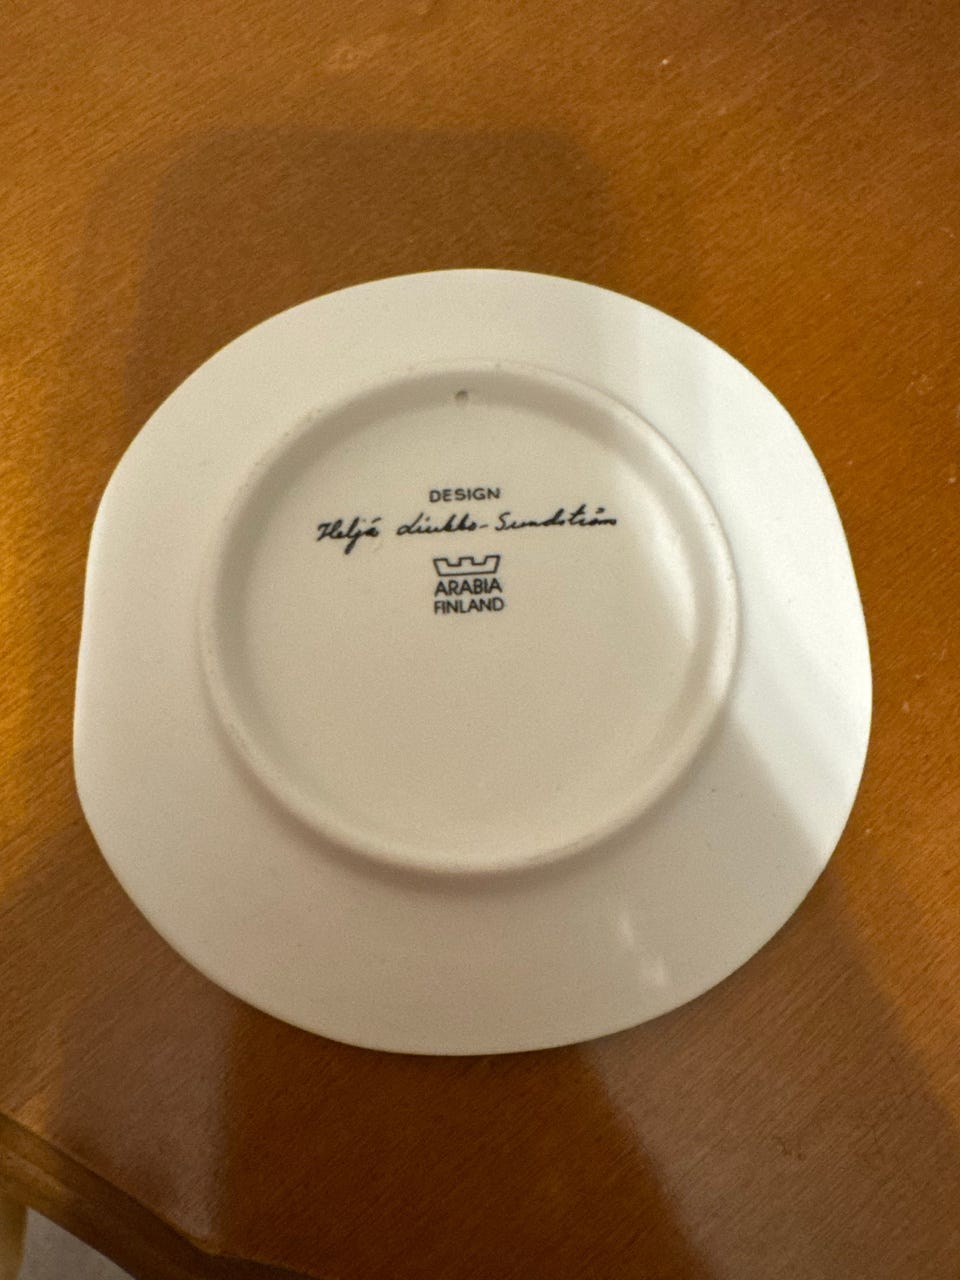 DESIGN
Heljä Liukko-Sundström
ARABIA
FINLAND